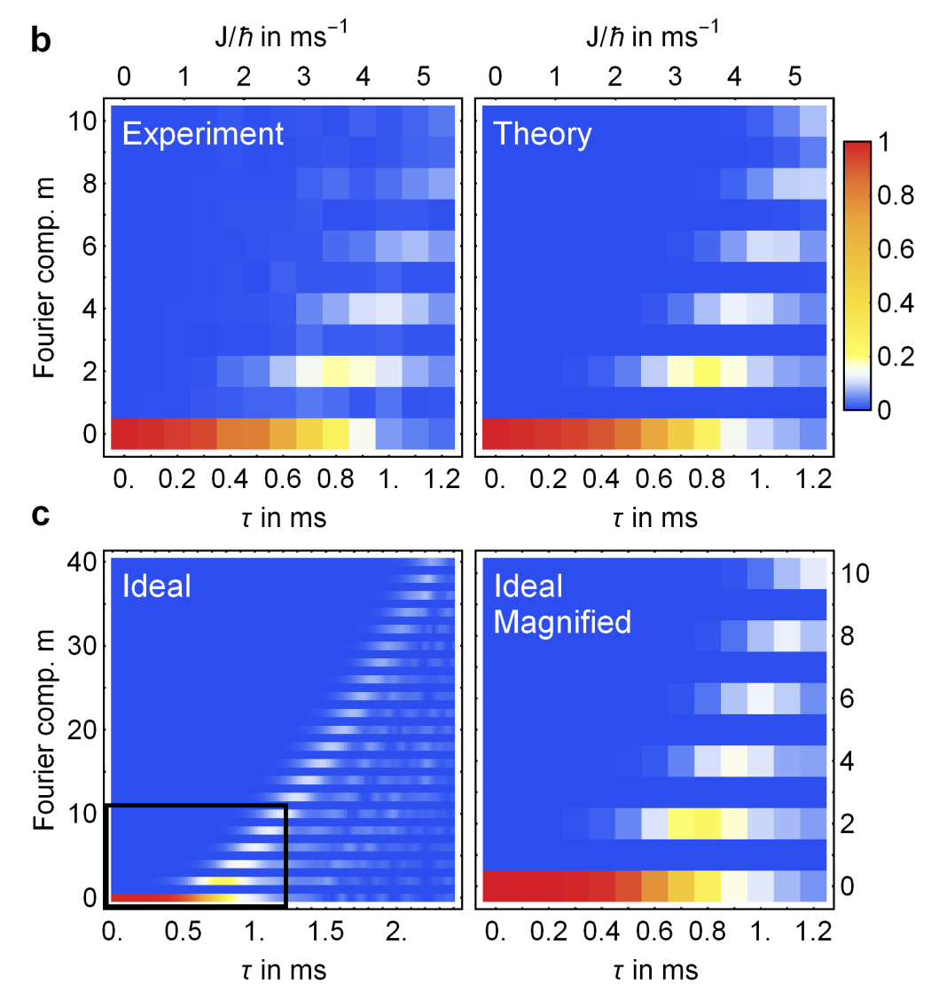 b
J/ħ in ms⁻¹
J/ħ in ms⁻¹
0 1 2 3 4 5
0 1 2 3 4 5
Experiment
Theory
Fourier comp. m
10
8
6
4
2
0
1
0.8
0.6
0.4
0.2
0
0. 0.2 0.4 0.6 0.8 1. 1.2
0. 0.2 0.4 0.6 0.8 1. 1.2
τ in ms
τ in ms
c
Ideal
Ideal
Magnified
Fourier comp. m
40
30
20
10
0
10
8
6
4
2
0
0. 0.5 1. 1.5 2.
0. 0.2 0.4 0.6 0.8 1. 1.2
τ in ms
τ in ms